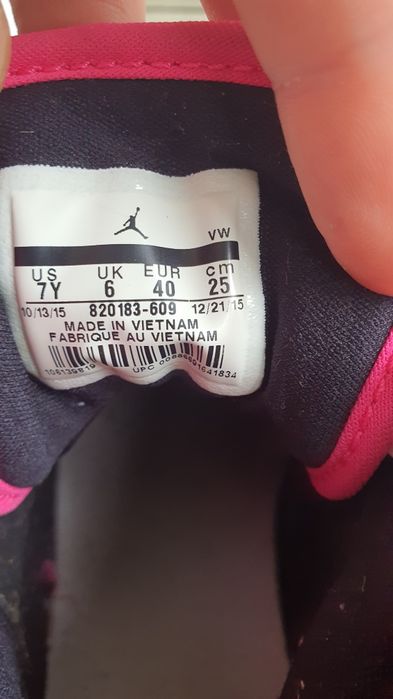 VW
US UK EUR cm
7Y 6 40 25
10/13/15 820183-609 12/21/15
MADE IN VIETNAM
FABRIQUE AU VIETNAM
UPC